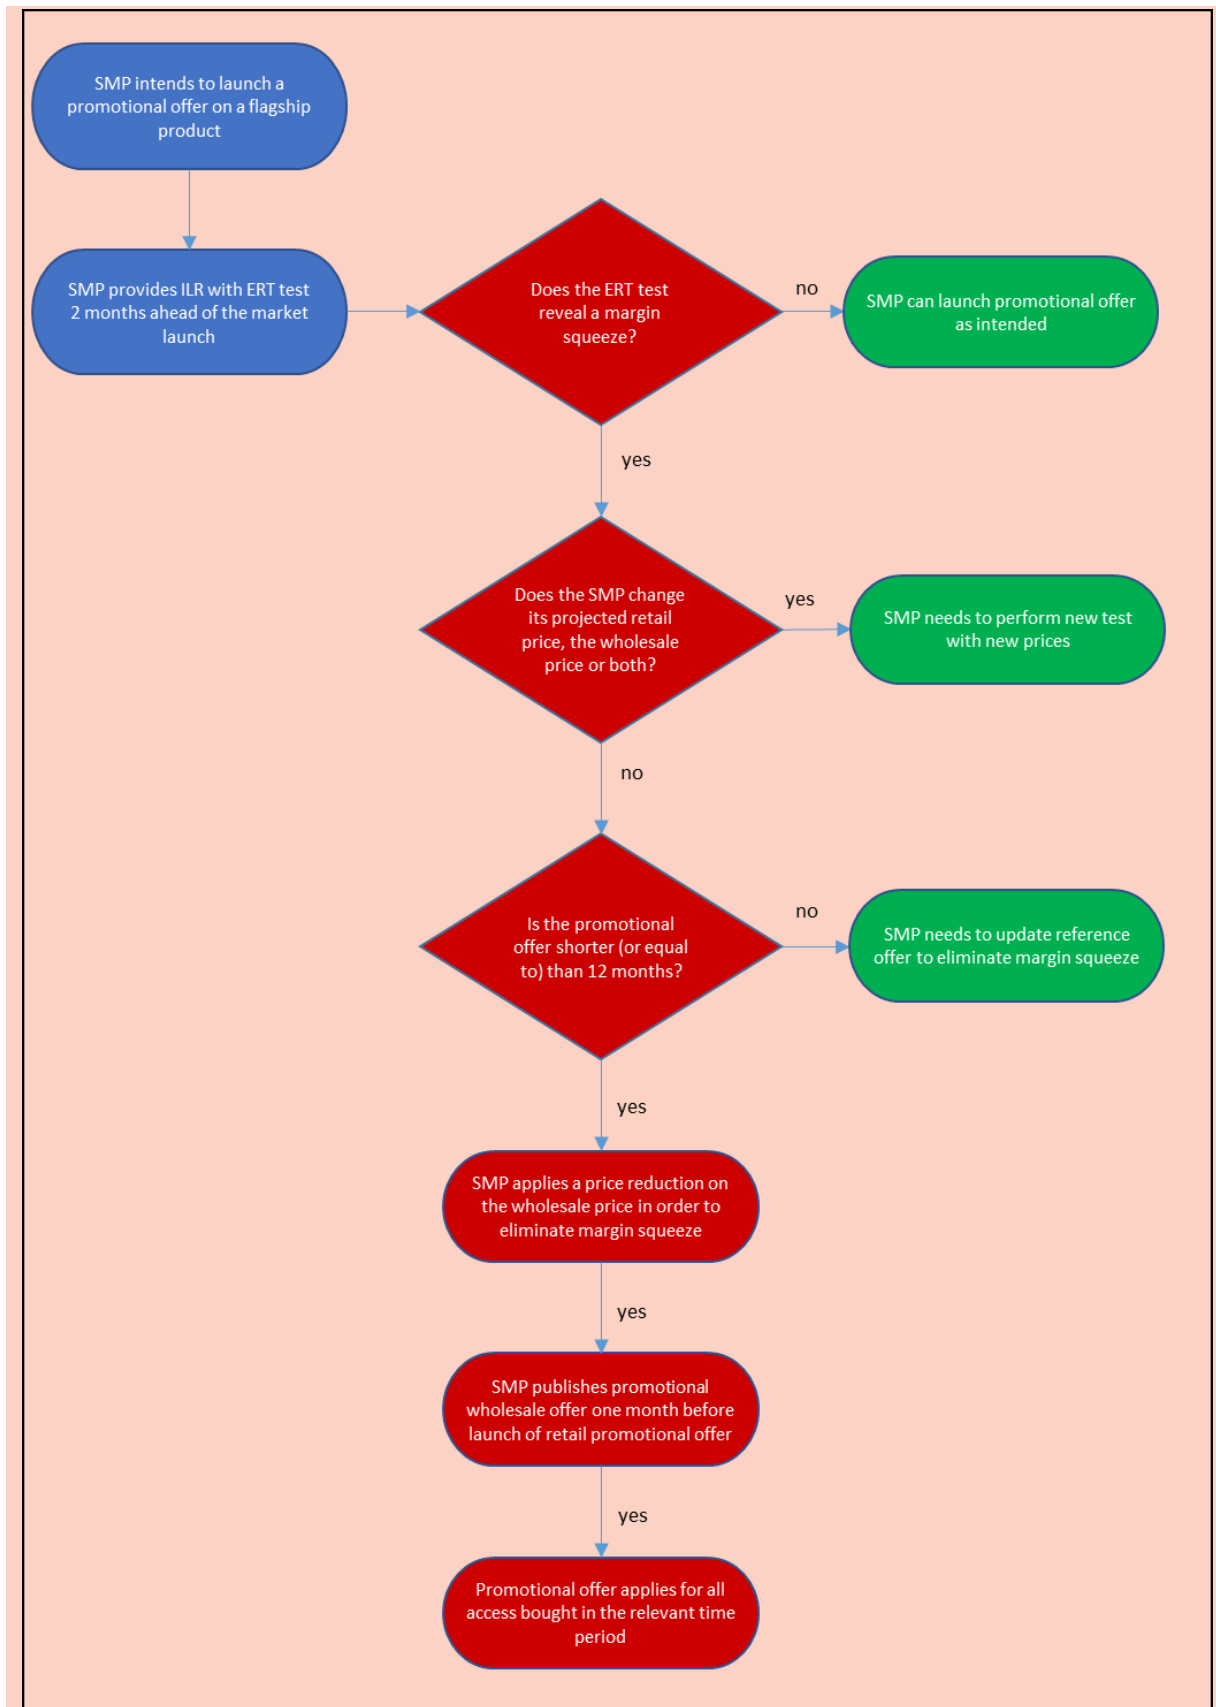 SMP intends to launch a
promotional offer on a flagship
product
SMP provides ILR with ERT test
2 months ahead of the market
launch
Does the ERT test
reveal a margin
squeeze?
no
SMP can launch promotional offer
as intended
yes
Does the SMP change
its projected retail
price, the wholesale
price or both?
yes
SMP needs to perform new test
with new prices
no
Is the promotional
offer shorter (or equal
to) than 12 months?
no
SMP needs to update reference
offer to eliminate margin squeeze
yes
SMP applies a price reduction on
the wholesale price in order to
eliminate margin squeeze
yes
SMP publishes promotional
wholesale offer one month before
launch of retail promotional offer
yes
Promotional offer applies for all
access bought in the relevant time
period